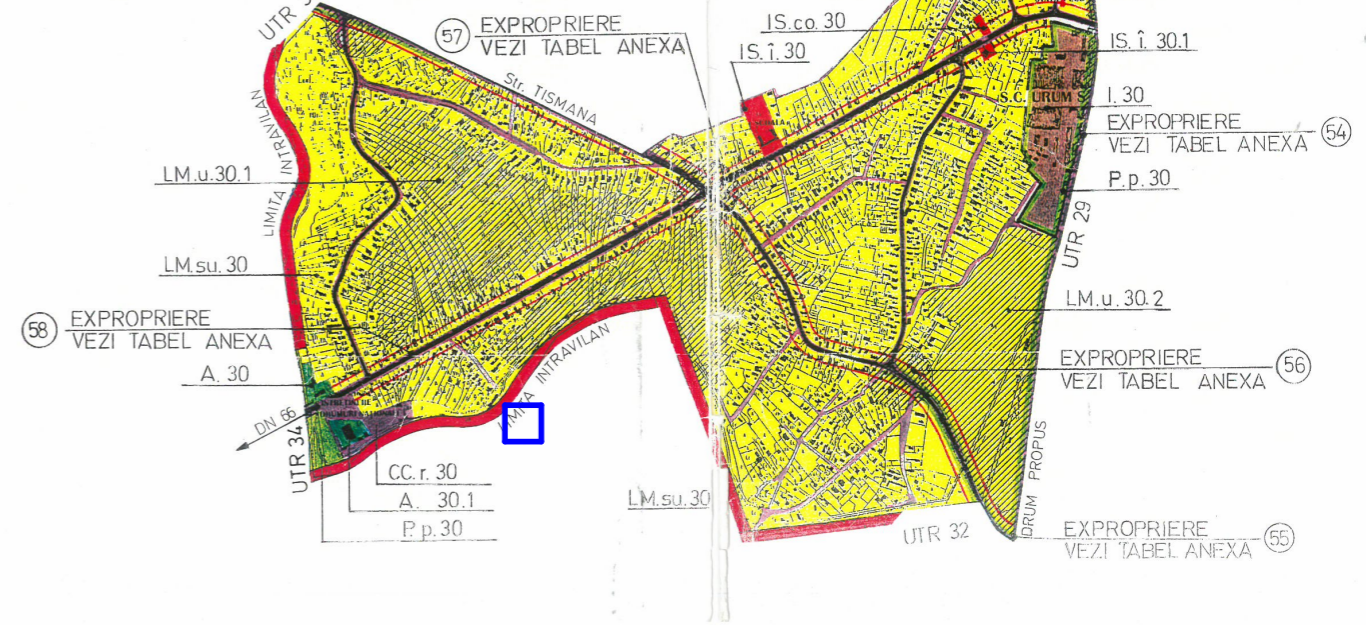 57 EXPROPRIERE
VEZI TABEL ANEXA
IS.co. 30
IS. î. 30
IS. î. 30.1
UTR
Str. TISMANA
S.C. URUM S
I. 30
EXPROPRIERE 54
VEZI TABEL ANEXA
P.p. 30
LIMITA INTRAVILAN
LM.u. 30.1
UTR 29
LM.su. 30
LM.u. 30.2
58 EXPROPRIERE
VEZI TABEL ANEXA
LIMITA INTRAVILAN
EXPROPRIERE 56
VEZI TABEL ANEXA
A. 30
DRUMURI NATIONALE
DN 66
UTR 34
CC. r. 30
A. 30.1
P. p. 30
LM.su. 30
UTR 32
DRUM PROPUS
EXPROPRIERE 55
VEZI TABEL ANEXA